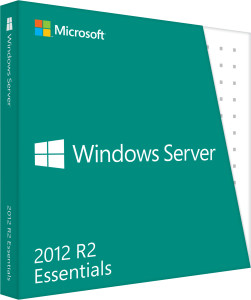 Microsoft
Windows Server
2012 R2
Essentials
Windows Server
2012 R2 Essentials